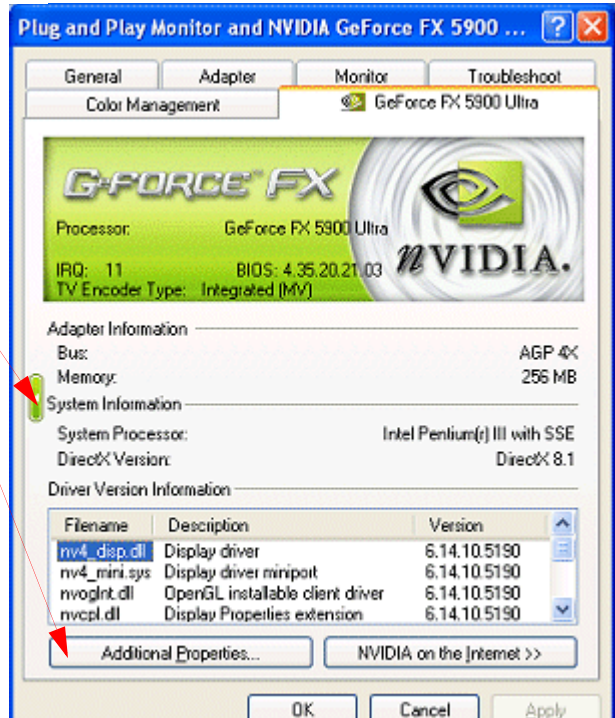 Plug and Play Monitor and NVIDIA GeForce FX 5900 ...
General Adapter Monitor Troubleshoot
Color Management GeForce FX 5900 Ultra
G-FORCE FX
Processor: GeForce FX 5900 Ultra
IRQ: 11 BIOS: 4.35.20.21.03
nVIDIA.
TV Encoder Type: Integrated (MV)
Adapter Information
Bus: AGP 4X
Memory: 256 MB
System Information
System Processor: Intel Pentium(r) III with SSE
DirectX Version: DirectX 8.1
Driver Version Information
Filename Description Version
nv4_disp.dll Display driver 6.14.10.5190
nv4_mini.sys Display driver miniport 6.14.10.5190
nvoglnt.dll OpenGL installable client driver 6.14.10.5190
nvcpl.dll Display Properties extension 6.14.10.5190
Additional Properties... NVIDIA on the Internet >>
OK Cancel Apply